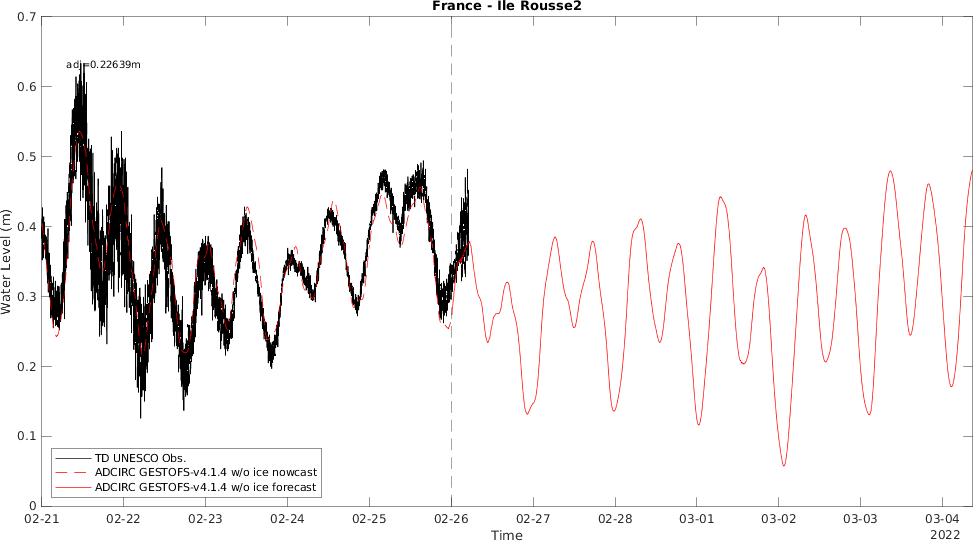 France - Ile Rousse2
adj=0.22639m
Water Level (m)
0.7
0.6
0.5
0.4
0.3
0.2
0.1
0
TD UNESCO Obs.
ADCIRC GESTOFS-v4.1.4 w/o ice nowcast
ADCIRC GESTOFS-v4.1.4 w/o ice forecast
02-21 02-22 02-23 02-24 02-25 02-26 02-27 02-28 03-01 03-02 03-03 03-04
Time
2022